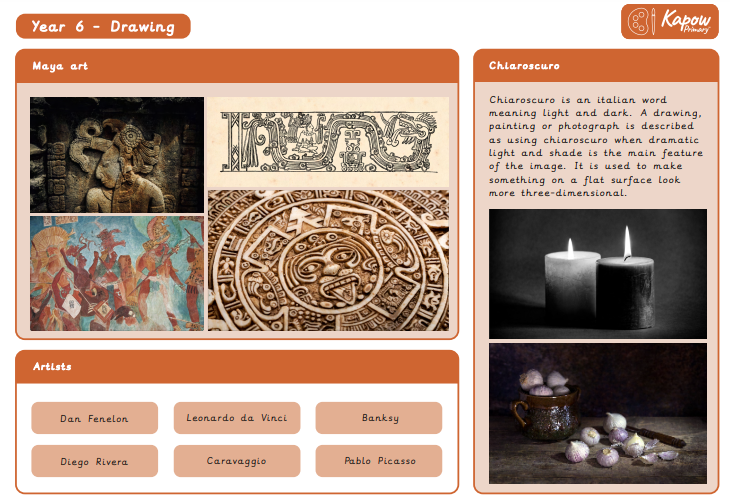 Year 6 - Drawing
Kapow
Primary
Maya art
Chiaroscuro
Chiaroscuro is an italian word
meaning light and dark. A drawing,
painting or photograph is described
as using chiaroscuro when dramatic
light and shade is the main feature
of the image. It is used to make
something on a flat surface look
more three-dimensional.
Artists
Dan Fenelon
Leonardo da Vinci
Banksy
Diego Rivera
Caravaggio
Pablo Picasso